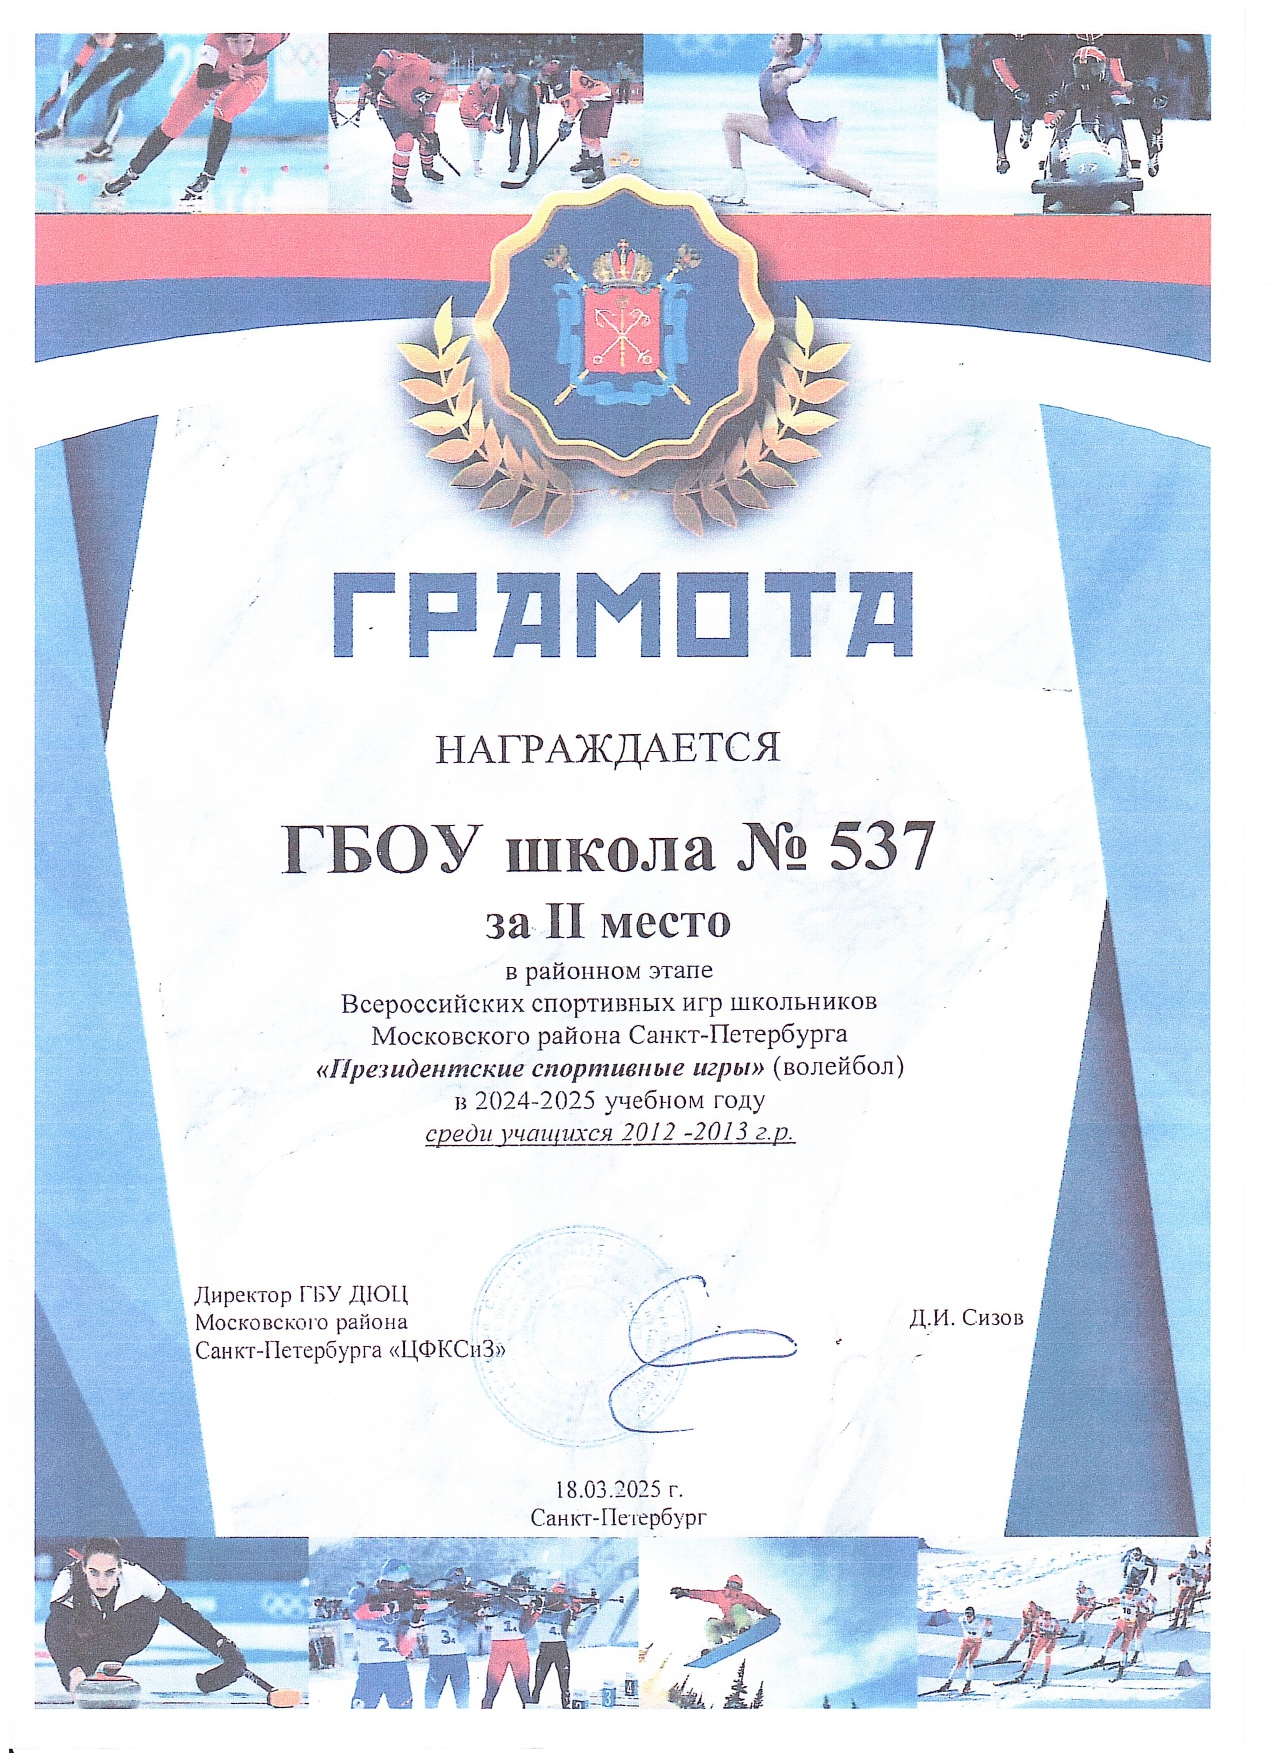 ГРАМОТА
НАГРАЖДАЕТСЯ
ГБОУ школа № 537
за II место
в районном этапе
Всероссийских спортивных игр школьников
Московского района Санкт-Петербурга
«Президентские спортивные игры» (волейбол)
в 2024-2025 учебном году
среди учащихся 2012 -2013 г.р.
Директор ГБУ ДЮЦ
Московского района
Санкт-Петербурга «ЦФКСиЗ»
Д.И. Сизов
18.03.2025 г.
Санкт-Петербург